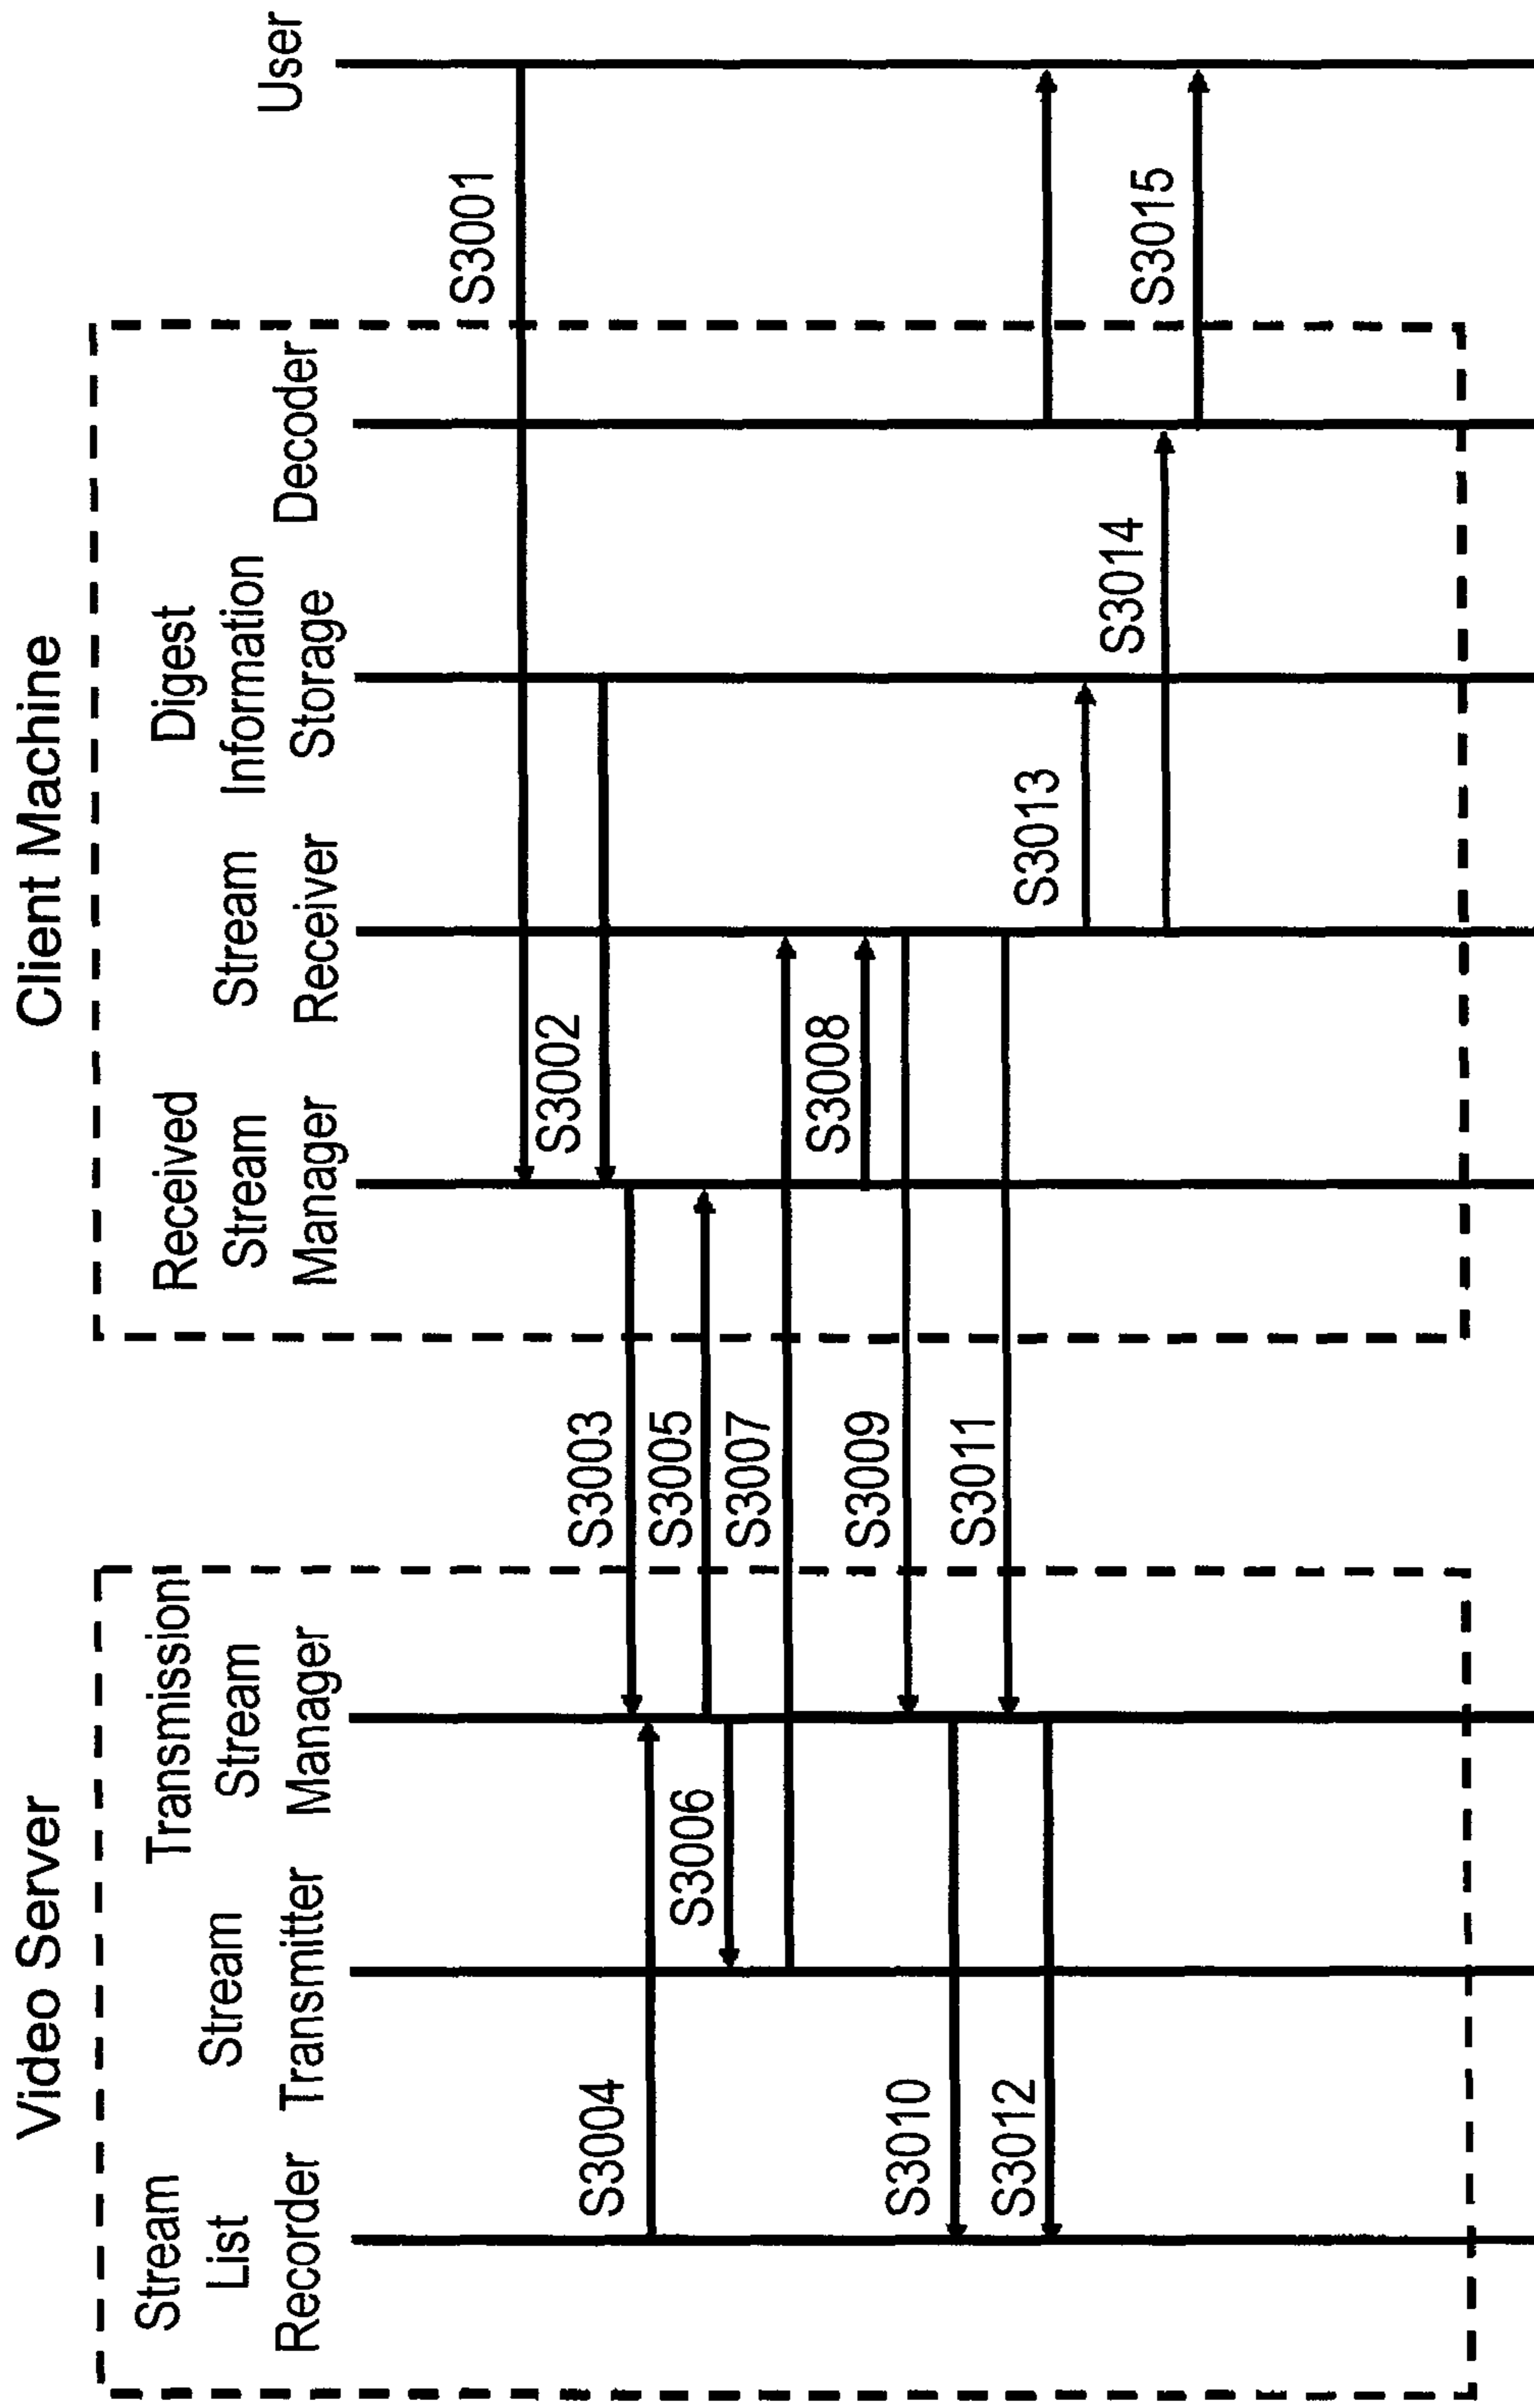 Video Server
Client Machine
Stream
List
Recorder
Stream
Transmitter
Transmission
Stream
Manager
Received
Stream
Manager
Stream
Receiver
Digest
Information
Storage
Decoder
User
S3001
S3002
S3003
S3004
S3005
S3006
S3007
S3008
S3009
S3010
S3011
S3012
S3013
S3014
S3015